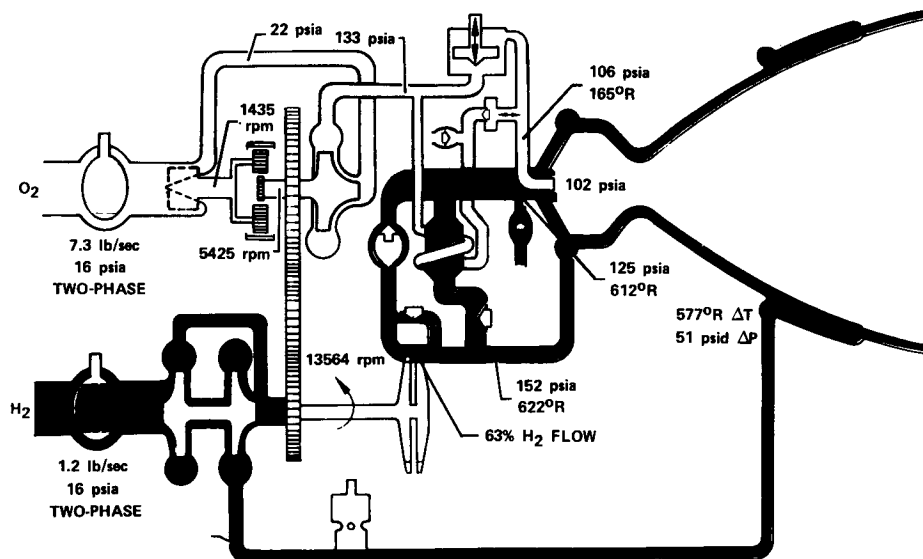 22 psia
133 psia
1435
rpm
106 psia
165°R
O2
102 psia
7.3 lb/sec
16 psia
TWO-PHASE
5425 rpm
125 psia
612°R
577°R ΔT
51 psid ΔP
13564 rpm
152 psia
622°R
H2
63% H2 FLOW
1.2 lb/sec
16 psia
TWO-PHASE